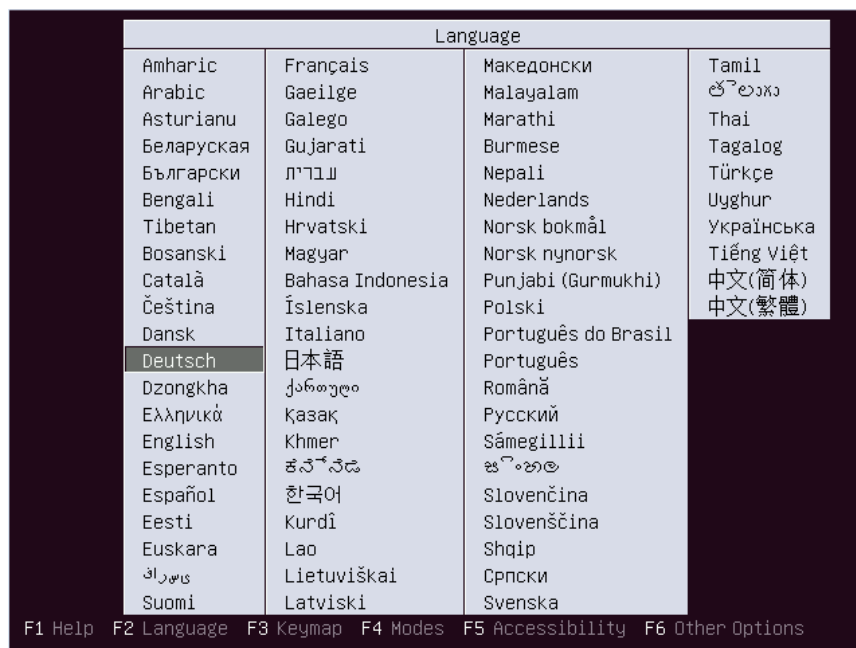 Language
Amharic
Arabic
Asturianu
Беларуская
Български
Bengali
Tibetan
Bosanski
Català
Čeština
Dansk
Deutsch
Dzongkha
Ελληνικά
English
Esperanto
Español
Eesti
Euskara
فارسی
Suomi
Français
Gaeilge
Galego
Gujarati
עברית
Hindi
Hrvatski
Magyar
Bahasa Indonesia
Íslenska
Italiano
日本語
ქართული
Қазақ
Khmer
ಕನ್ನಡ
한국어
Kurdî
Lao
Lietuviškai
Latviski
Македонски
Malayalam
Marathi
Burmese
Nepali
Nederlands
Norsk bokmål
Norsk nynorsk
Punjabi (Gurmukhi)
Polski
Português do Brasil
Português
Română
Русский
Sámegillii
සිංහල
Slovenčina
Slovenščina
Shqip
Српски
Svenska
Tamil
తెలుగు
Thai
Tagalog
Türkçe
Uyghur
Українська
Tiếng Việt
中文(简体)
中文(繁體)
F1 Help F2 Language F3 Keymap F4 Modes F5 Accessibility F6 Other Options